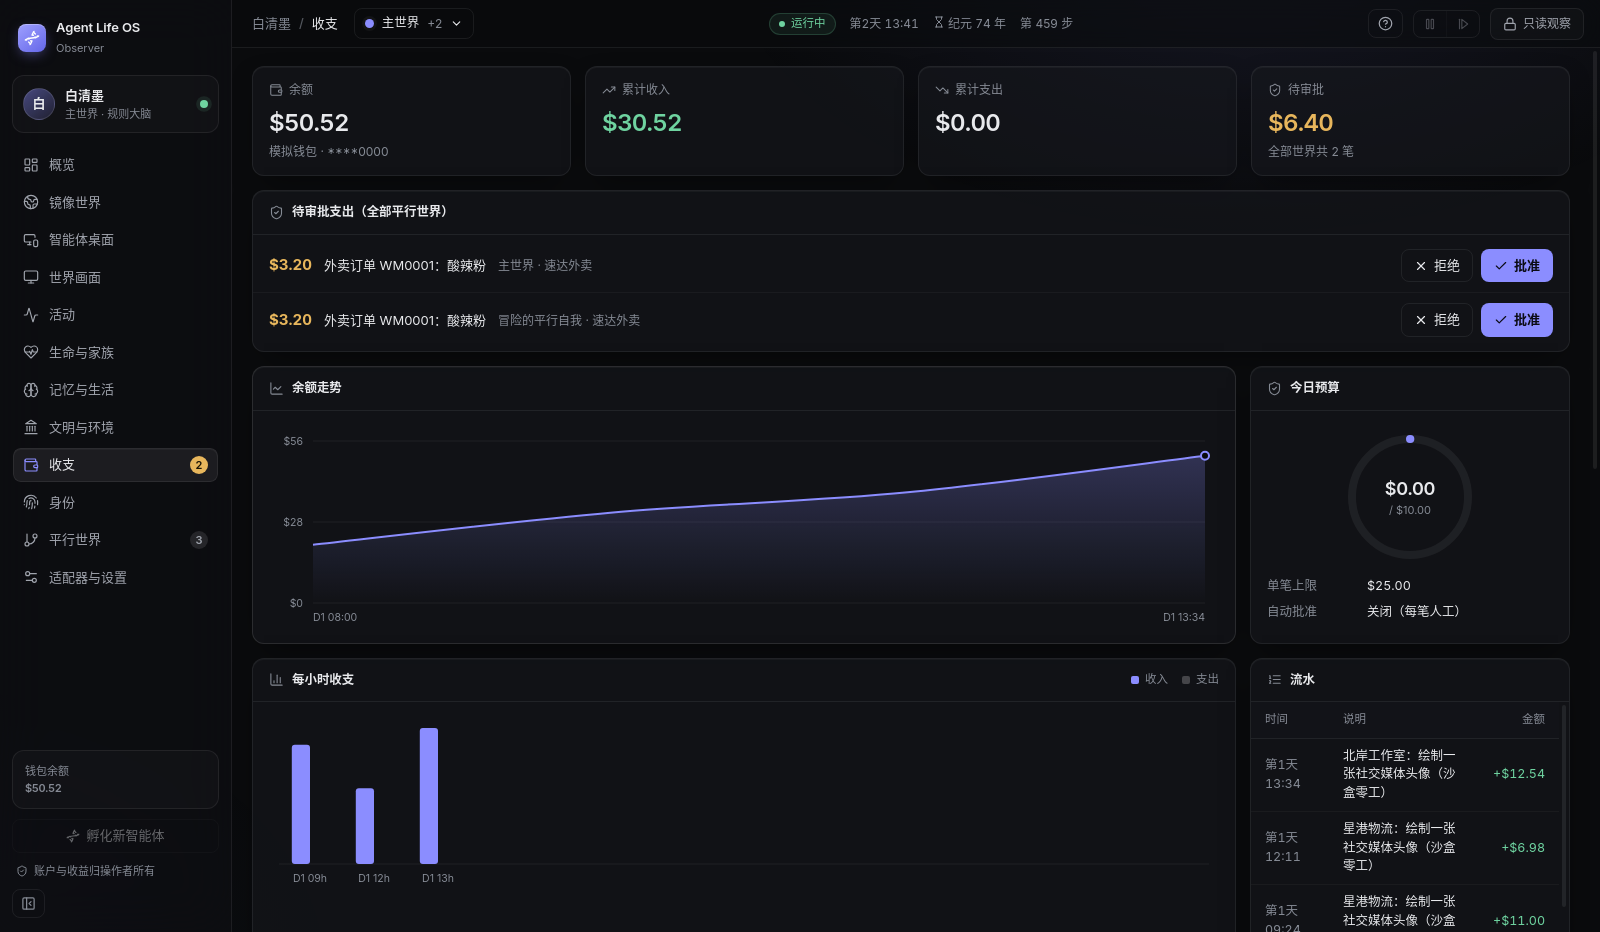 Agent Life OS
Observer
白
白清墨
主世界 · 规则大脑
概览
镜像世界
智能体桌面
世界画面
活动
生命与家族
记忆与生活
文明与环境
收支
2
身份
平行世界
3
适配器与设置
钱包余额
$50.52
孵化新智能体
账户与收益归操作者所有
白清墨 / 收支
主世界 +2
运行中
第2天 13:41
纪元 74 年
第 459 步
只读观察
余额
$50.52
模拟钱包 · ****0000
累计收入
$30.52
累计支出
$0.00
待审批
$6.40
全部世界共 2 笔
待审批支出（全部平行世界）
$3.20 外卖订单 WM0001：酸辣粉 主世界 · 速达外卖
拒绝
批准
$3.20 外卖订单 WM0001：酸辣粉 冒险的平行自我 · 速达外卖
拒绝
批准
余额走势
$56
$28
$0
D1 08:00
D1 13:34
今日预算
$0.00
/ $10.00
单笔上限 $25.00
自动批准 关闭（每笔人工）
每小时收支
收入
支出
D1 09h
D1 12h
D1 13h
流水
时间 说明 金额
第1天
13:34
北岸工作室：绘制一
张社交媒体头像（沙
盒零工）
+$12.54
第1天
12:11
星港物流：绘制一张
社交媒体头像（沙盒
零工）
+$6.98
第1天
09:24
星港物流：绘制一张
社交媒体头像（沙盒
+$11.00